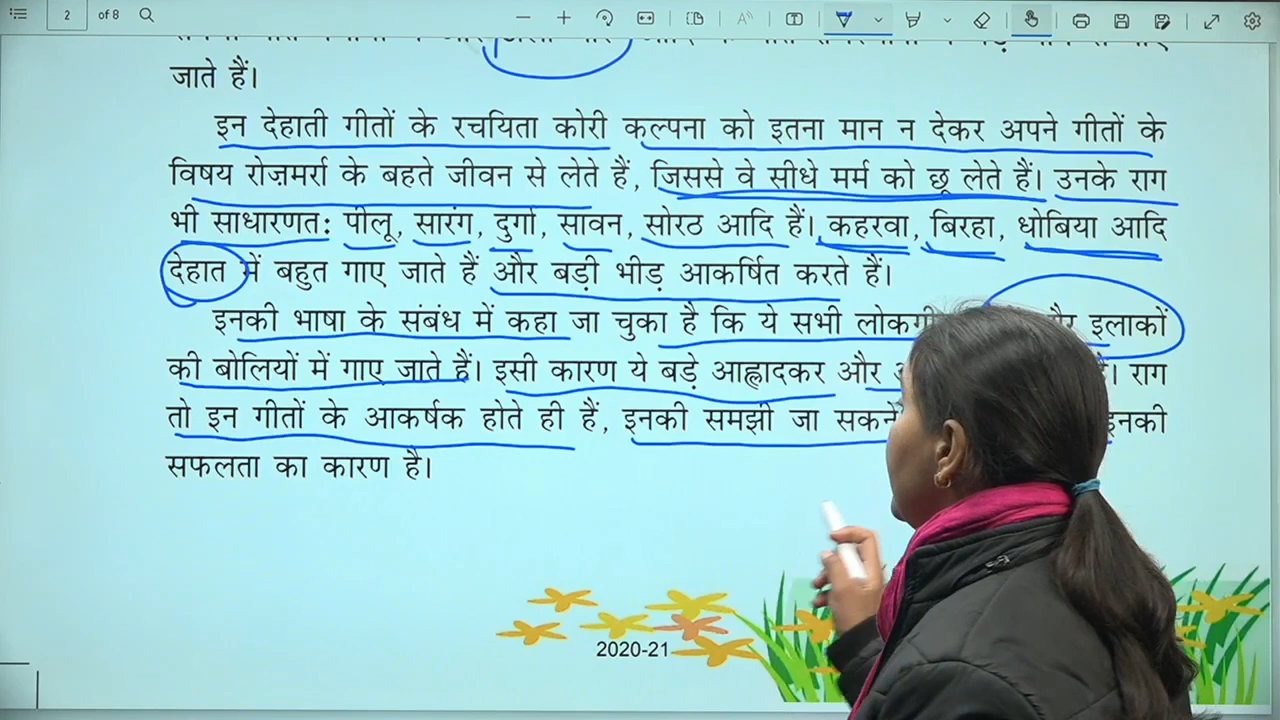 2 of 8
जाते हैं।
इन देहाती गीतों के रचयिता कोरी कल्पना को इतना मान न देकर अपने गीतों के
विषय रोज़मर्रा के बहते जीवन से लेते हैं, जिससे वे सीधे मर्म को छू लेते हैं। उनके राग
भी साधारणत: पीलू, सारंग, दुर्गा, सावन, सोरठ आदि हैं। कहरवा, बिरहा, धोबिया आदि
देहात में बहुत गाए जाते हैं और बड़ी भीड़ आकर्षित करते हैं।
इनकी भाषा के संबंध में कहा जा चुका है कि ये सभी लोकगी और इलाकों
की बोलियों में गाए जाते हैं। इसी कारण ये बड़े आह्लादकर और । राग
तो इन गीतों के आकर्षक होते ही हैं, इनकी समझी जा सकने इनकी
सफलता का कारण है।
2020-21